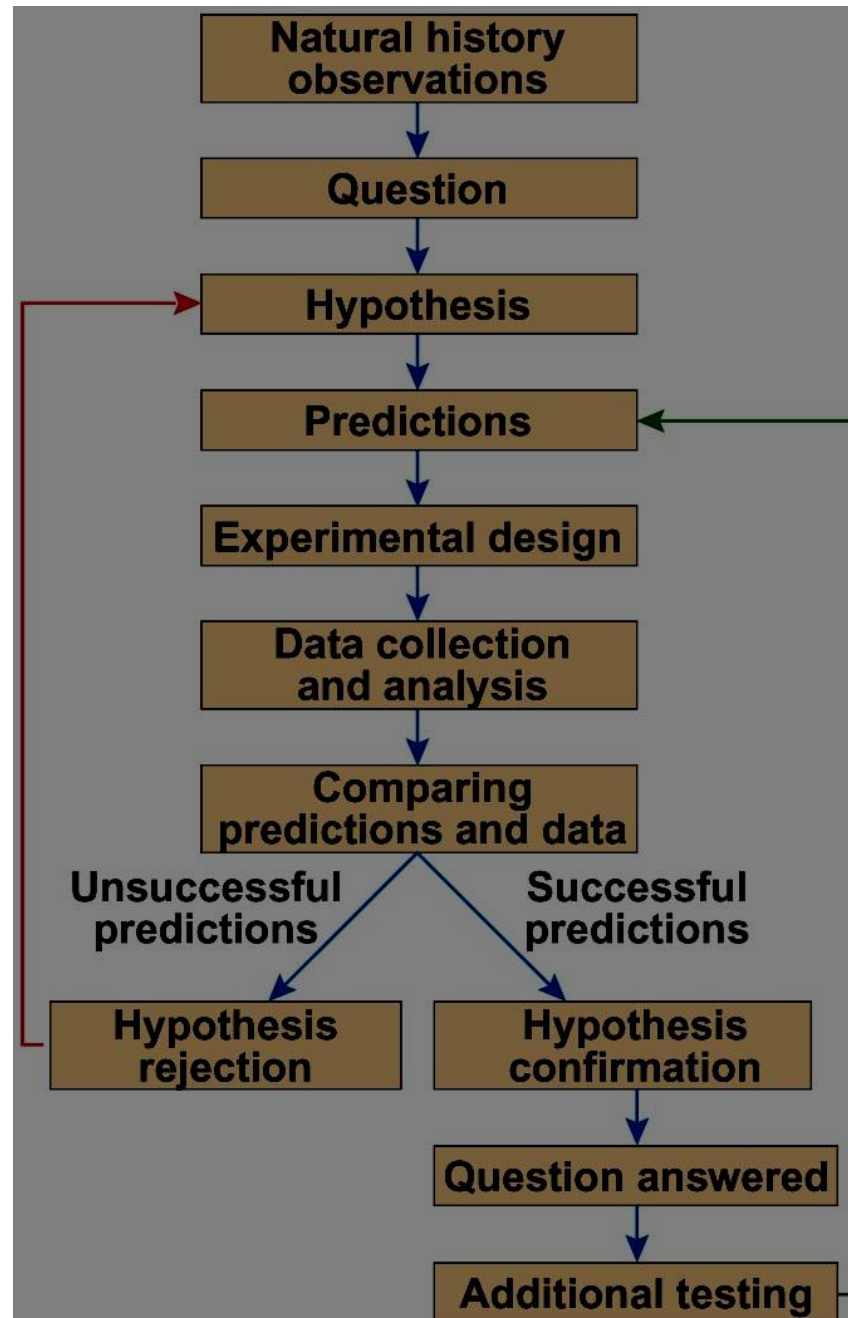 Natural history
observations
Question
Hypothesis
Predictions
Experimental design
Data collection
and analysis
Comparing
predictions and data
Unsuccessful
predictions
Successful
predictions
Hypothesis
rejection
Hypothesis
confirmation
Question answered
Additional testing